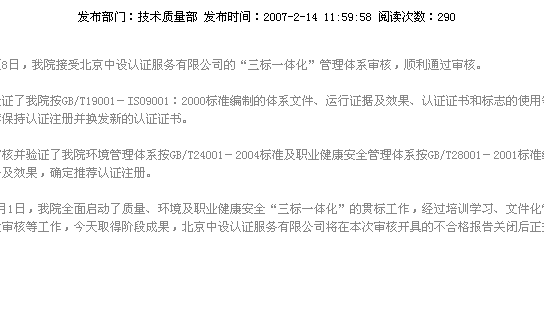 发布部门：技术质量部 发布时间：2007-2-14 11:59:58 阅读次数：290
8日，我院接受北京中设认证服务有限公司的“三标一体化”管理体系审核，顺利通过审核。
证了我院按GB/T19001－ISO9001：2000标准编制的体系文件、运行证据及效果、认证证书和标志的使用
保持认证注册并换发新的认证证书。
核并验证了我院环境管理体系按GB/T24001－2004标准及职业健康安全管理体系按GB/T28001－2001标准
及效果，确定推荐认证注册。
月1日，我院全面启动了质量、环境及职业健康安全“三标一体化”的贯标工作，经过培训学习、文件化
审核等工作，今天取得阶段成果，北京中设认证服务有限公司将在本次审核开具的不合格报告关闭后正